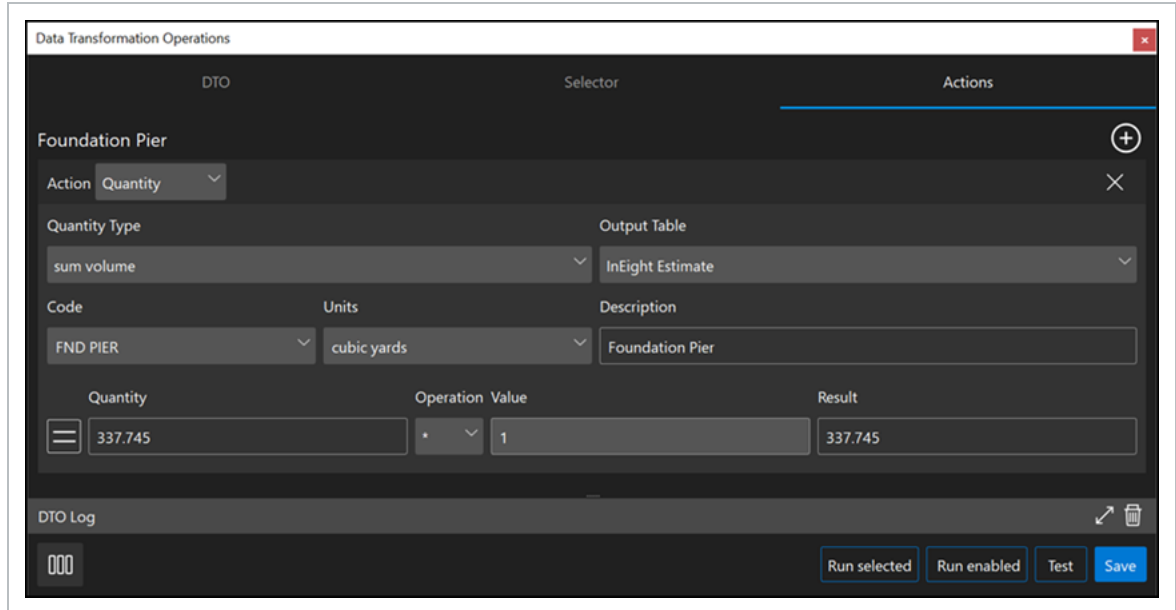 Data Transformation Operations
DTO Selector Actions
Foundation Pier
Action Quantity
Quantity Type Output Table
sum volume InEight Estimate
Code Units Description
FND PIER cubic yards Foundation Pier
Quantity Operation Value Result
337.745 * 1 337.745
DTO Log
Run selected Run enabled Test Save